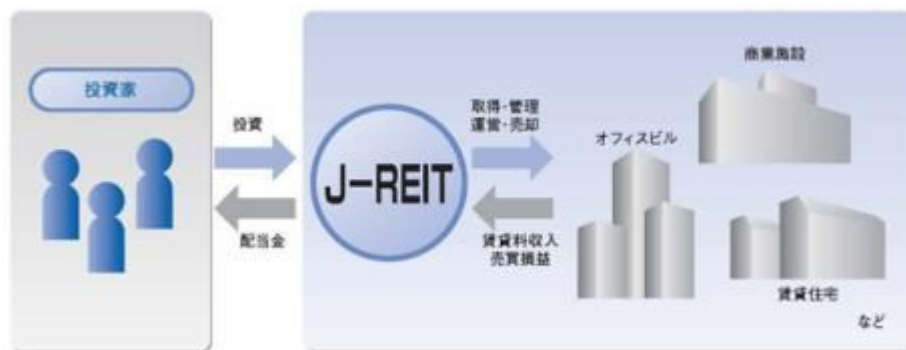 投資家
投資
配当金
J-REIT
取得・管理
運営・売却
賃貸料収入
売買損益
オフィスビル
商業施設
賃貸住宅
など